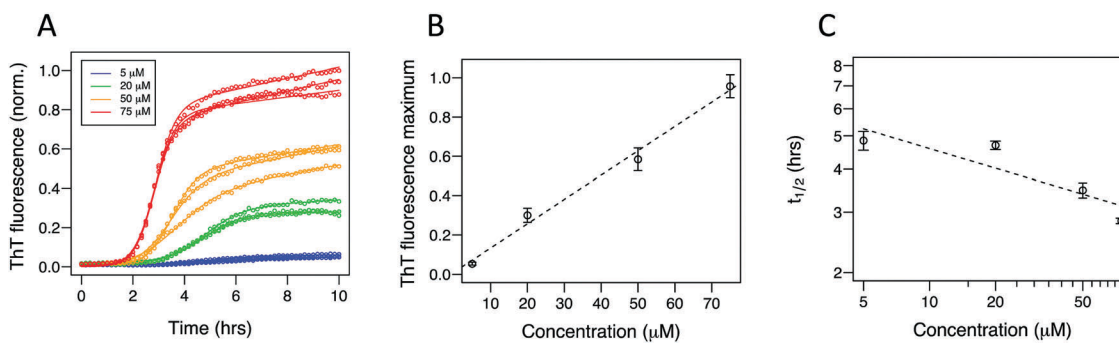 A
ThT fluorescence (norm.)
1.0
0.8
0.6
0.4
0.2
0.0
5 µM
20 µM
50 µM
75 µM
0 2 4 6 8 10
Time (hrs)
B
ThT fluorescence maximum
1.0
0.8
0.6
0.4
0.2
0.0
10 20 30 40 50 60 70
Concentration (µM)
C
t1/2 (hrs)
8
7
6
5
4
3
2
5 10 20 50
Concentration (µM)